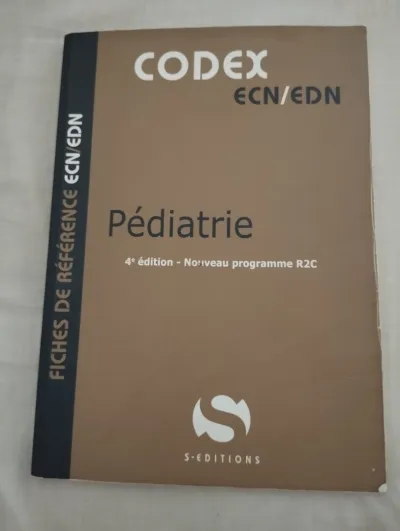 CODEX
ECN/EDN
FICHES DE RÉFÉRENCE ECN/EDN
Pédiatrie
4e édition - Nouveau programme R2C
S
S-EDITIONS